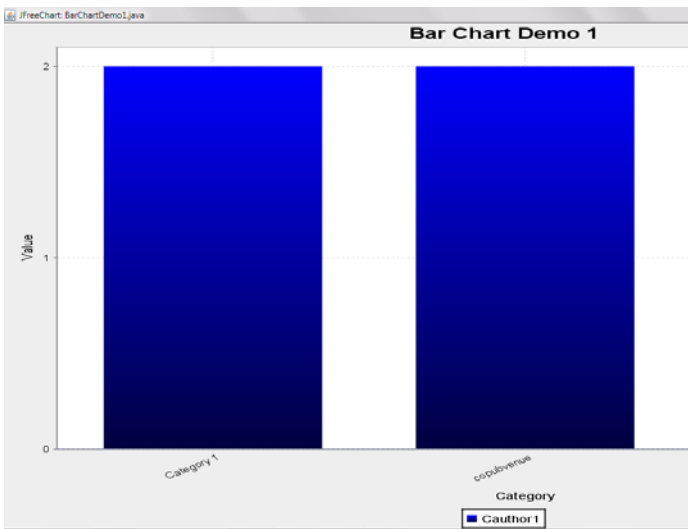 JFreeChart: BarChartDemo1.java
Bar Chart Demo 1
2
1
0
Value
Category 1
copubvenue
Category
Cauthor1